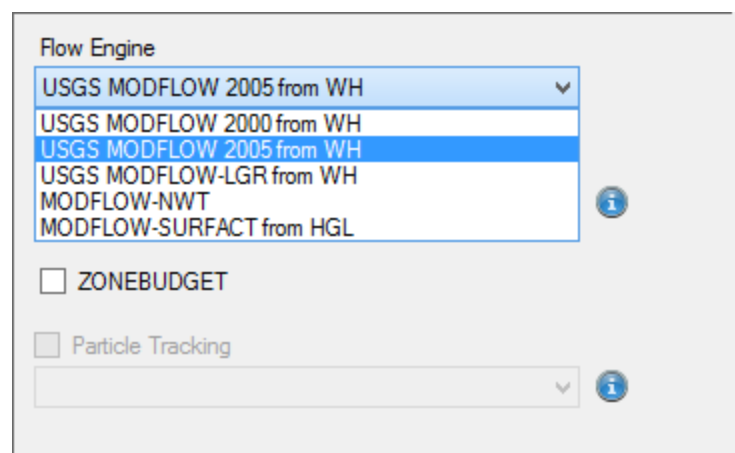 Flow Engine
USGS MODFLOW 2005 from WH
USGS MODFLOW 2000 from WH
USGS MODFLOW 2005 from WH
USGS MODFLOW-LGR from WH
MODFLOW-NWT
MODFLOW-SURFACT from HGL
ZONEBUDGET
Particle Tracking